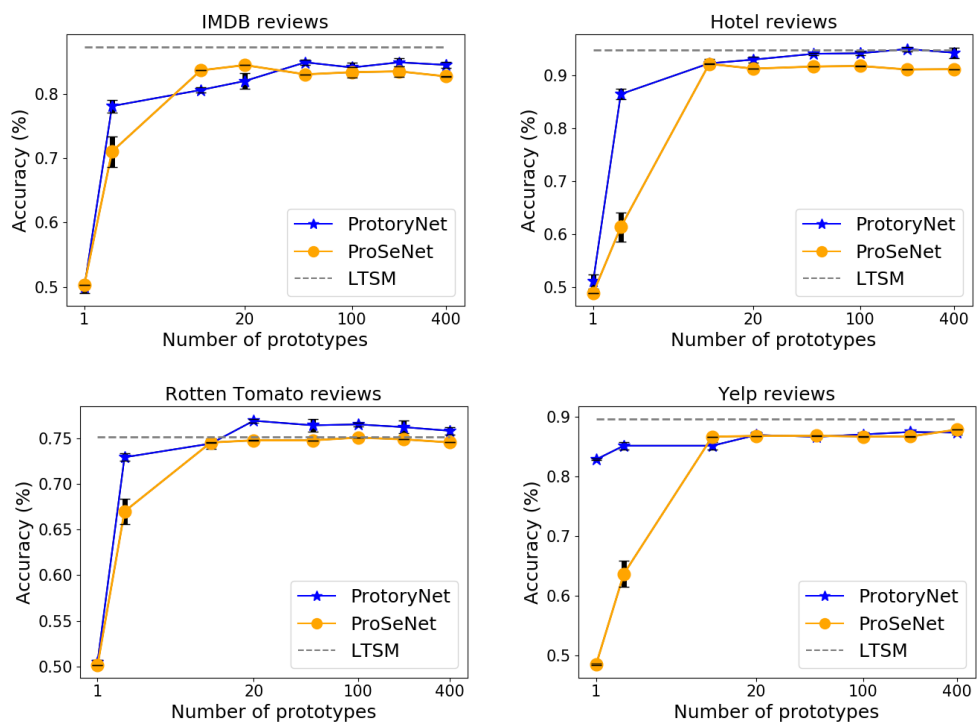 IMDB reviews
Accuracy (%)
0.8
0.7
0.6
0.5
ProtoryNet
ProSeNet
LTSM
1
20
100
400
Number of prototypes
Hotel reviews
Accuracy (%)
0.9
0.8
0.7
0.6
0.5
ProtoryNet
ProSeNet
LTSM
1
20
100
400
Number of prototypes
Rotten Tomato reviews
Accuracy (%)
0.75
0.70
0.65
0.60
0.55
0.50
ProtoryNet
ProSeNet
LTSM
1
20
100
400
Number of prototypes
Yelp reviews
Accuracy (%)
0.9
0.8
0.7
0.6
0.5
ProtoryNet
ProSeNet
LTSM
1
20
100
400
Number of prototypes